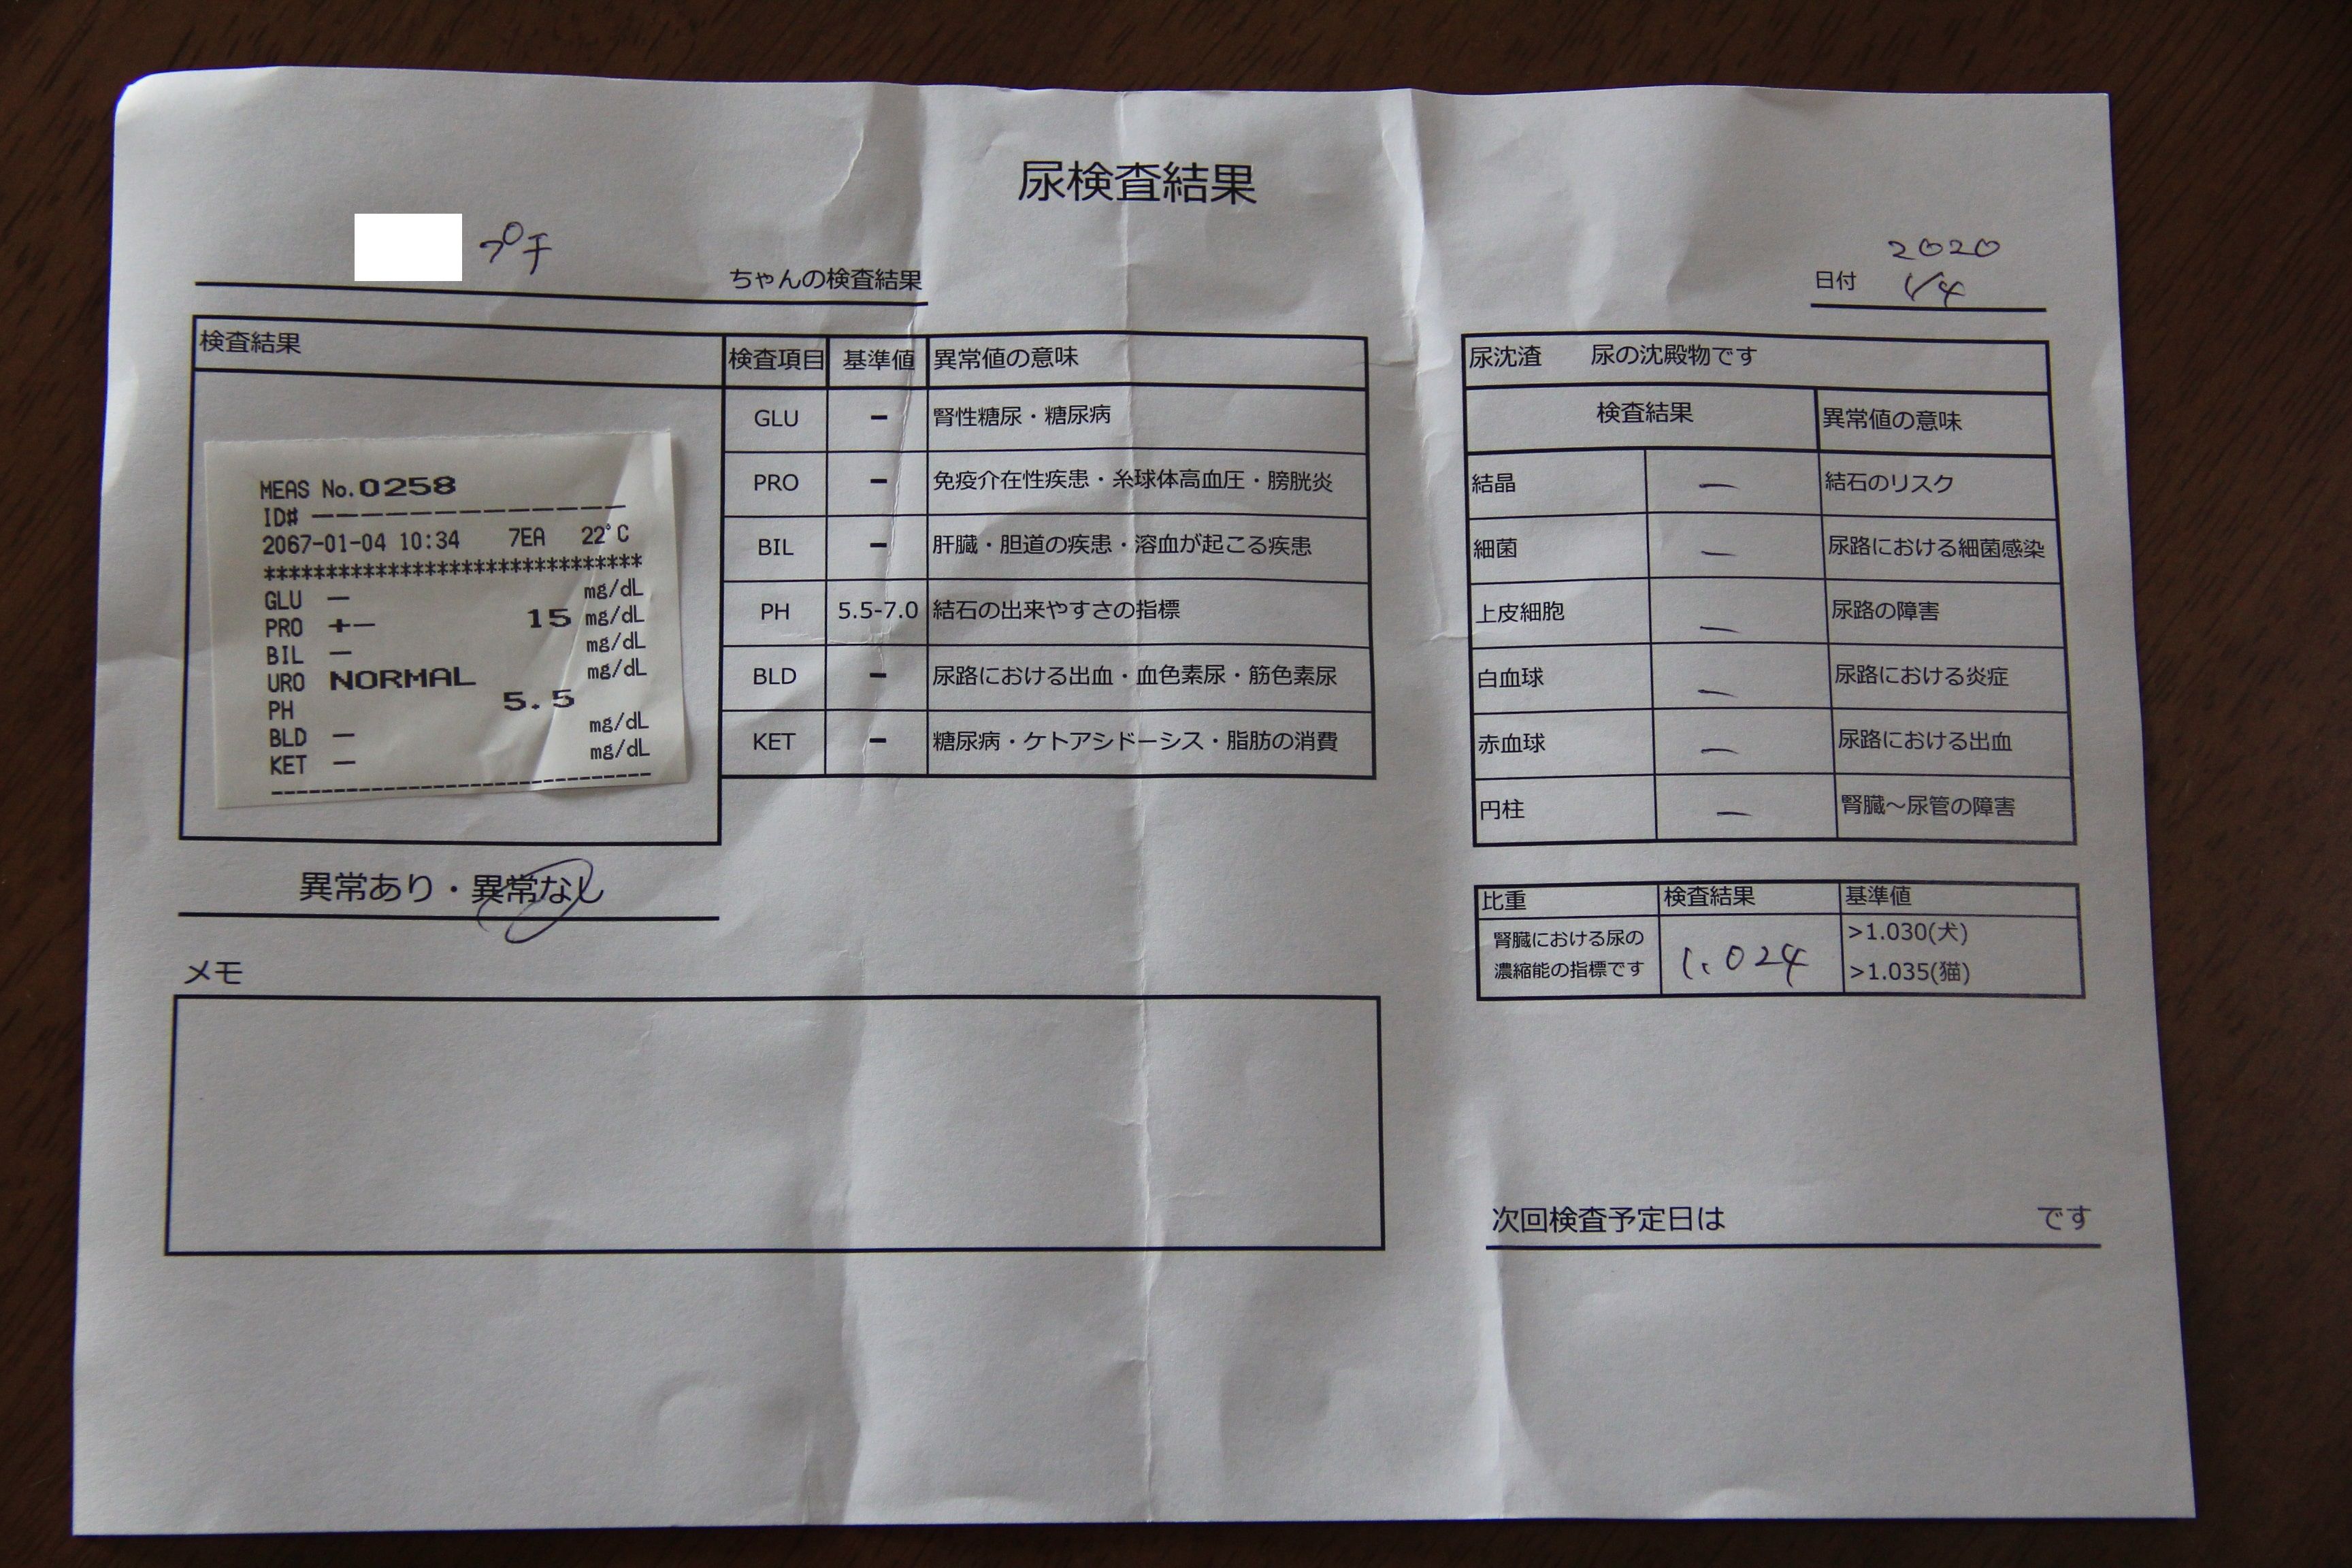 尿検査結果
プチ ちゃんの検査結果
2020
日付 1/4
検査結果
MEAS No.0258
ID# -------------
2067-01-04 10:34 7EA 22°C
*******************************
GLU - mg/dL
PRO +- 15 mg/dL
BIL - mg/dL
URO NORMAL mg/dL
PH 5.5
BLD - mg/dL
KET - mg/dL
--------------------------
検査項目 基準値 異常値の意味
GLU - 腎性糖尿・糖尿病
PRO - 免疫介在性疾患・糸球体高血圧・膀胱炎
BIL - 肝臓・胆道の疾患・溶血が起こる疾患
PH 5.5-7.0 結石の出来やすさの指標
BLD - 尿路における出血・血色素尿・筋色素尿
KET - 糖尿病・ケトアシドーシス・脂肪の消費
異常あり・異常なし
メモ
尿沈渣 尿の沈殿物です
検査結果 異常値の意味
結晶 - 結石のリスク
細菌 - 尿路における細菌感染
上皮細胞 - 尿路の障害
白血球 - 尿路における炎症
赤血球 - 尿路における出血
円柱 - 腎臓～尿管の障害
比重 検査結果 基準値
腎臓における尿の
濃縮能の指標です
1.024
>1.030(犬)
>1.035(猫)
次回検査予定日は です